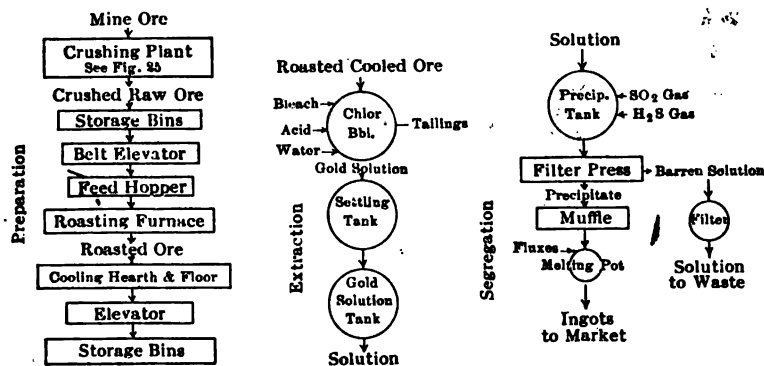 Preparation
Mine Ore
Crushing Plant
See Fig. 25
Crushed Raw Ore
Storage Bins
Belt Elevator
Feed Hopper
Roasting Furnace
Roasted Ore
Cooling Hearth & Floor
Elevator
Storage Bins
Extraction
Roasted Cooled Ore
Bleach
Acid
Water
Chlor
Bbl.
Tailings
Gold Solution
Settling
Tank
Gold
Solution
Tank
Solution
Segregation
Solution
Precip.
Tank
SO2 Gas
H2S Gas
Filter Press
Barren Solution
Precipitate
Muffle
Fluxes
Melting Pot
Ingots
to Market
Filter
Solution
to Waste